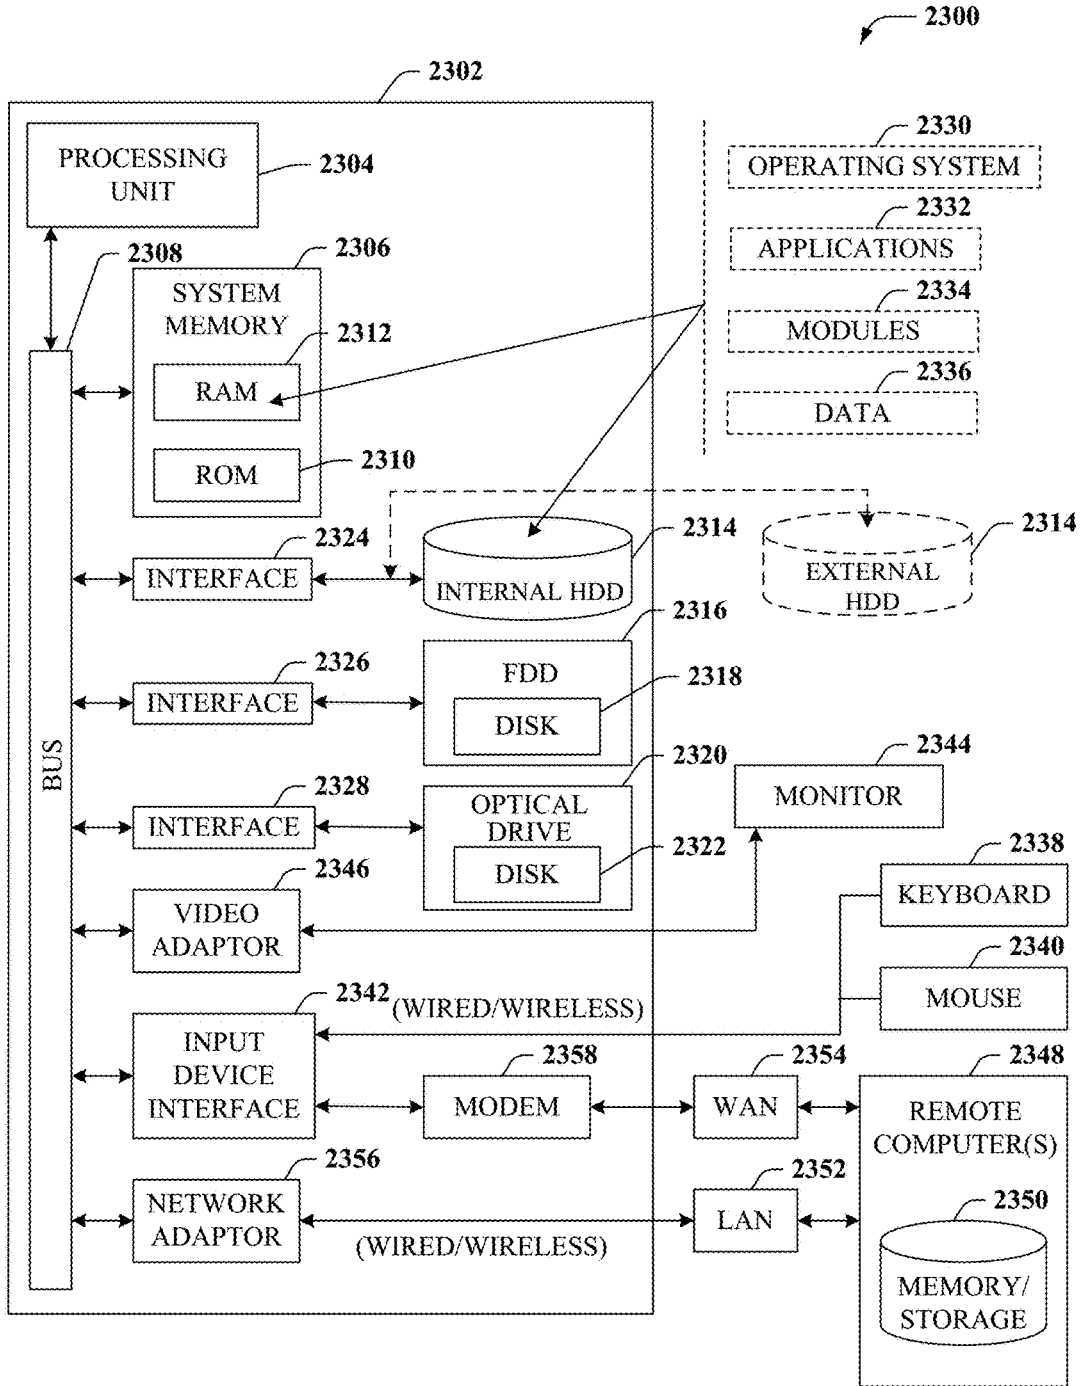 2300
2302
PROCESSING
UNIT
2304
2308
2306
SYSTEM
MEMORY
2312
RAM
2310
ROM
2330
OPERATING SYSTEM
2332
APPLICATIONS
2334
MODULES
2336
DATA
2324
INTERFACE
2314
INTERNAL HDD
2314
EXTERNAL
HDD
2316
2326
INTERFACE
FDD
2318
DISK
BUS
2328
INTERFACE
2320
OPTICAL
DRIVE
2322
DISK
2344
MONITOR
2346
VIDEO
ADAPTOR
2338
KEYBOARD
2340
MOUSE
2342
(WIRED/WIRELESS)
INPUT
DEVICE
INTERFACE
2358
MODEM
2354
WAN
2348
REMOTE
COMPUTER(S)
2356
NETWORK
ADAPTOR
(WIRED/WIRELESS)
2352
LAN
2350
MEMORY/
STORAGE